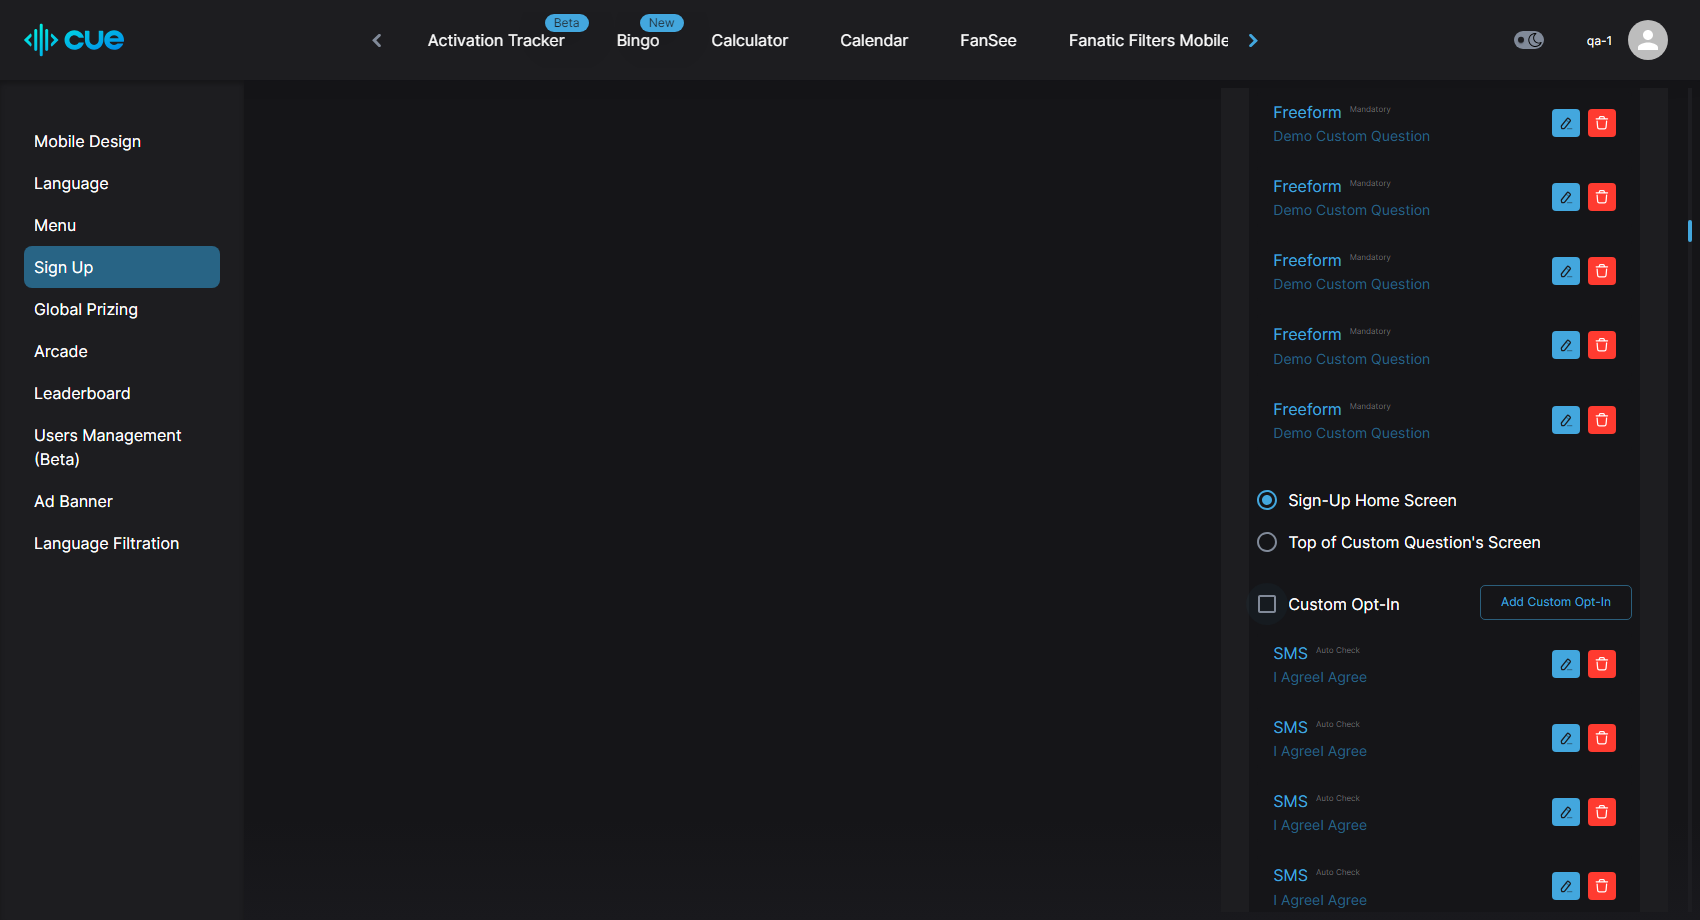 cue
Activation Tracker
Beta
Bingo
New
Calculator
Calendar
FanSee
Fanatic Filters Mobile
qa-1
Mobile Design
Language
Menu
Sign Up
Global Prizing
Arcade
Leaderboard
Users Management
(Beta)
Ad Banner
Language Filtration
Freeform Mandatory
Demo Custom Question
Freeform Mandatory
Demo Custom Question
Freeform Mandatory
Demo Custom Question
Freeform Mandatory
Demo Custom Question
Freeform Mandatory
Demo Custom Question
Sign-Up Home Screen
Top of Custom Question's Screen
Custom Opt-In
Add Custom Opt-In
SMS Auto Check
I AgreeI Agree
SMS Auto Check
I AgreeI Agree
SMS Auto Check
I AgreeI Agree
SMS Auto Check
I AgreeI Agree